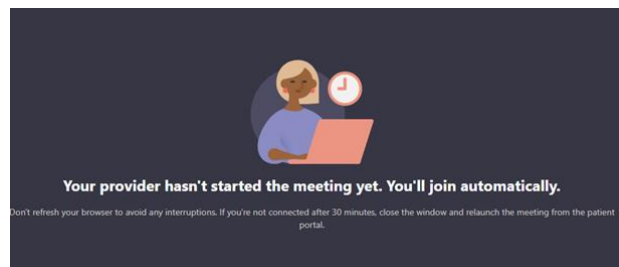 Your provider hasn't started the meeting yet. You'll join automatically.
Don't refresh your browser to avoid any interruptions. If you're not connected after 30 minutes, close the window and relaunch the meeting from the patient
portal.